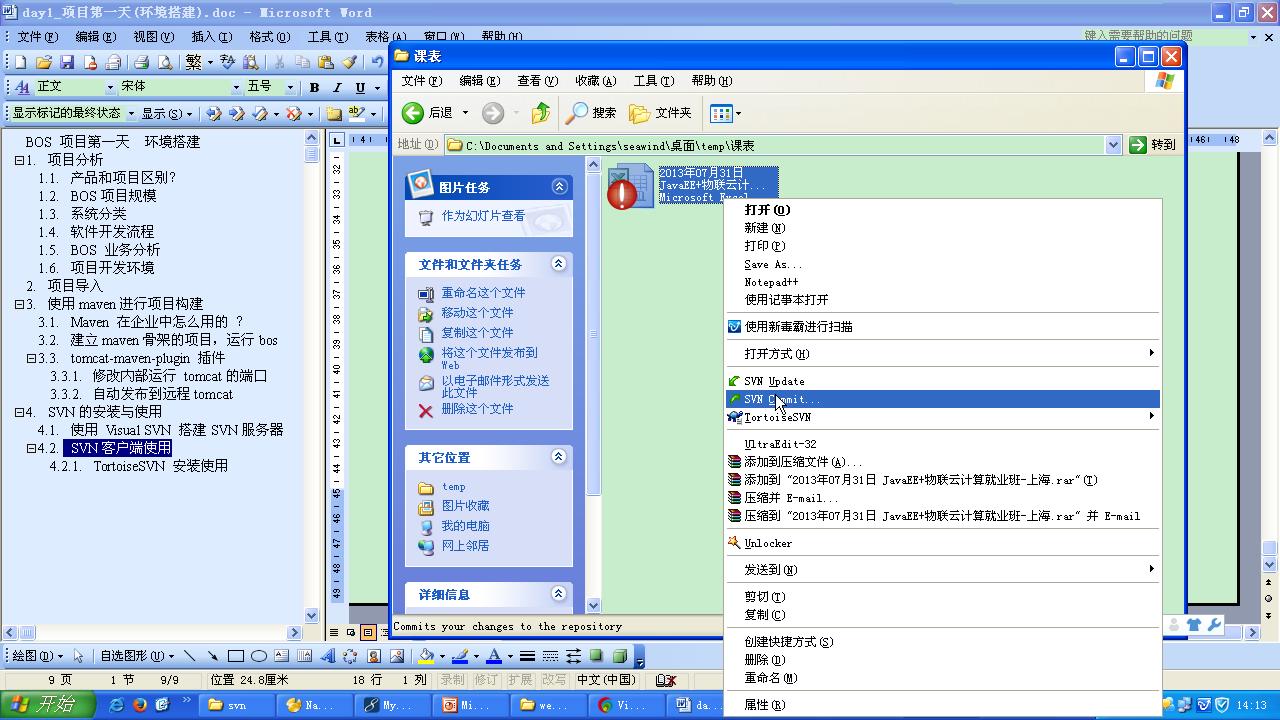 day1_项目第一天(环境搭建).doc - Microsoft Word
文件(F) 编辑(E) 视图(V) 插入(I) 格式(O) 工具(T) 表格(A) 窗口(W) 帮助(H)
键入需要帮助的问题
正文 宋体 五号 B I U
显示标记的最终状态 显示(S)
BOS 项目第一天 环境搭建
1. 项目分析
1.1. 产品和项目区别?
1.2. BOS 项目规模
1.3. 系统分类
1.4. 软件开发流程
1.5. BOS 业务分析
1.6. 项目开发环境
2. 项目导入
3. 使用 maven 进行项目构建
3.1. Maven 在企业中怎么用的 ?
3.2. 建立 maven 骨架的项目, 运行 bos
3.3. tomcat-maven-plugin 插件
3.3.1. 修改内部运行 tomcat 的端口
3.3.2. 自动发布到远程 tomcat
4. SVN 的安装与使用
4.1. 使用 Visual SVN 搭建 SVN 服务器
4.2. SVN 客户端使用
4.2.1. TortoiseSVN 安装使用
课表
文件(F) 编辑(E) 查看(V) 收藏(A) 工具(T) 帮助(H)
后退 搜索 文件夹
地址(D) C:\Documents and Settings\seawind\桌面\temp\课表 转到
图片任务
作为幻灯片查看
文件和文件夹任务
重命名这个文件
移动这个文件
复制这个文件
将这个文件发布到
Web
以电子邮件形式发送
此文件
删除这个文件
其它位置
temp
图片收藏
我的电脑
网上邻居
详细信息
2013年07月31日
JavaEE+物联云计...
Microsoft Excel
打开(O)
新建(N)
打印(P)
Save As...
Notepad++
使用记事本打开
使用新毒霸进行扫描
打开方式(H)
SVN Update
SVN Commit...
TortoiseSVN
UltraEdit-32
添加到压缩文件(A)...
添加到 "2013年07月31日 JavaEE+物联云计算就业班-上海.rar"(T)
压缩并 E-mail...
压缩到 "2013年07月31日 JavaEE+物联云计算就业班-上海.rar" 并 E-mail
Unlocker
发送到(N)
剪切(T)
复制(C)
创建快捷方式(S)
删除(D)
重命名(M)
属性(R)
Commits your changes to the repository
绘图(D) 自选图形(U)
9 页 1 节 9/9 位置 24.8厘米 18 行 1 列 录制 修订 扩展 改写 中文(中国)
开始 svn Na... My... Mi... we... Vi... da... 14:13